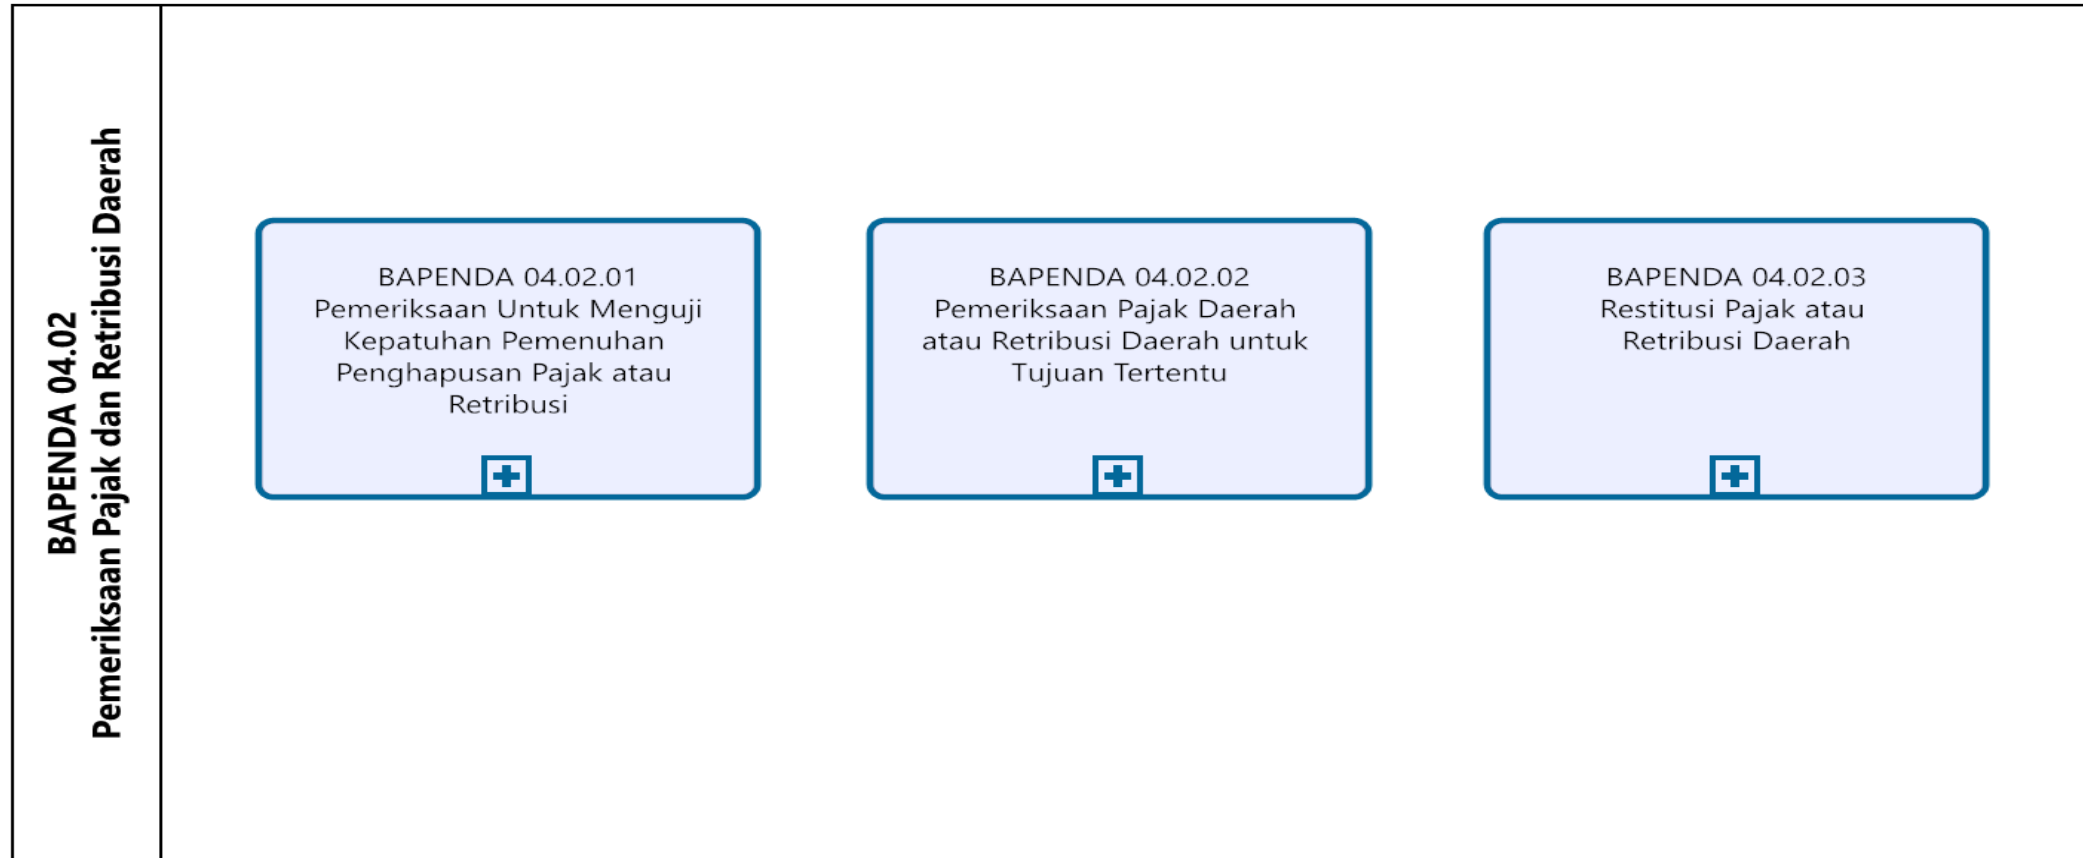 BAPENDA 04.02
Pemeriksaan Pajak dan Retribusi Daerah
BAPENDA 04.02.01
Pemeriksaan Untuk Menguji
Kepatuhan Pemenuhan
Penghapusan Pajak atau
Retribusi
BAPENDA 04.02.02
Pemeriksaan Pajak Daerah
atau Retribusi Daerah untuk
Tujuan Tertentu
BAPENDA 04.02.03
Restitusi Pajak atau
Retribusi Daerah